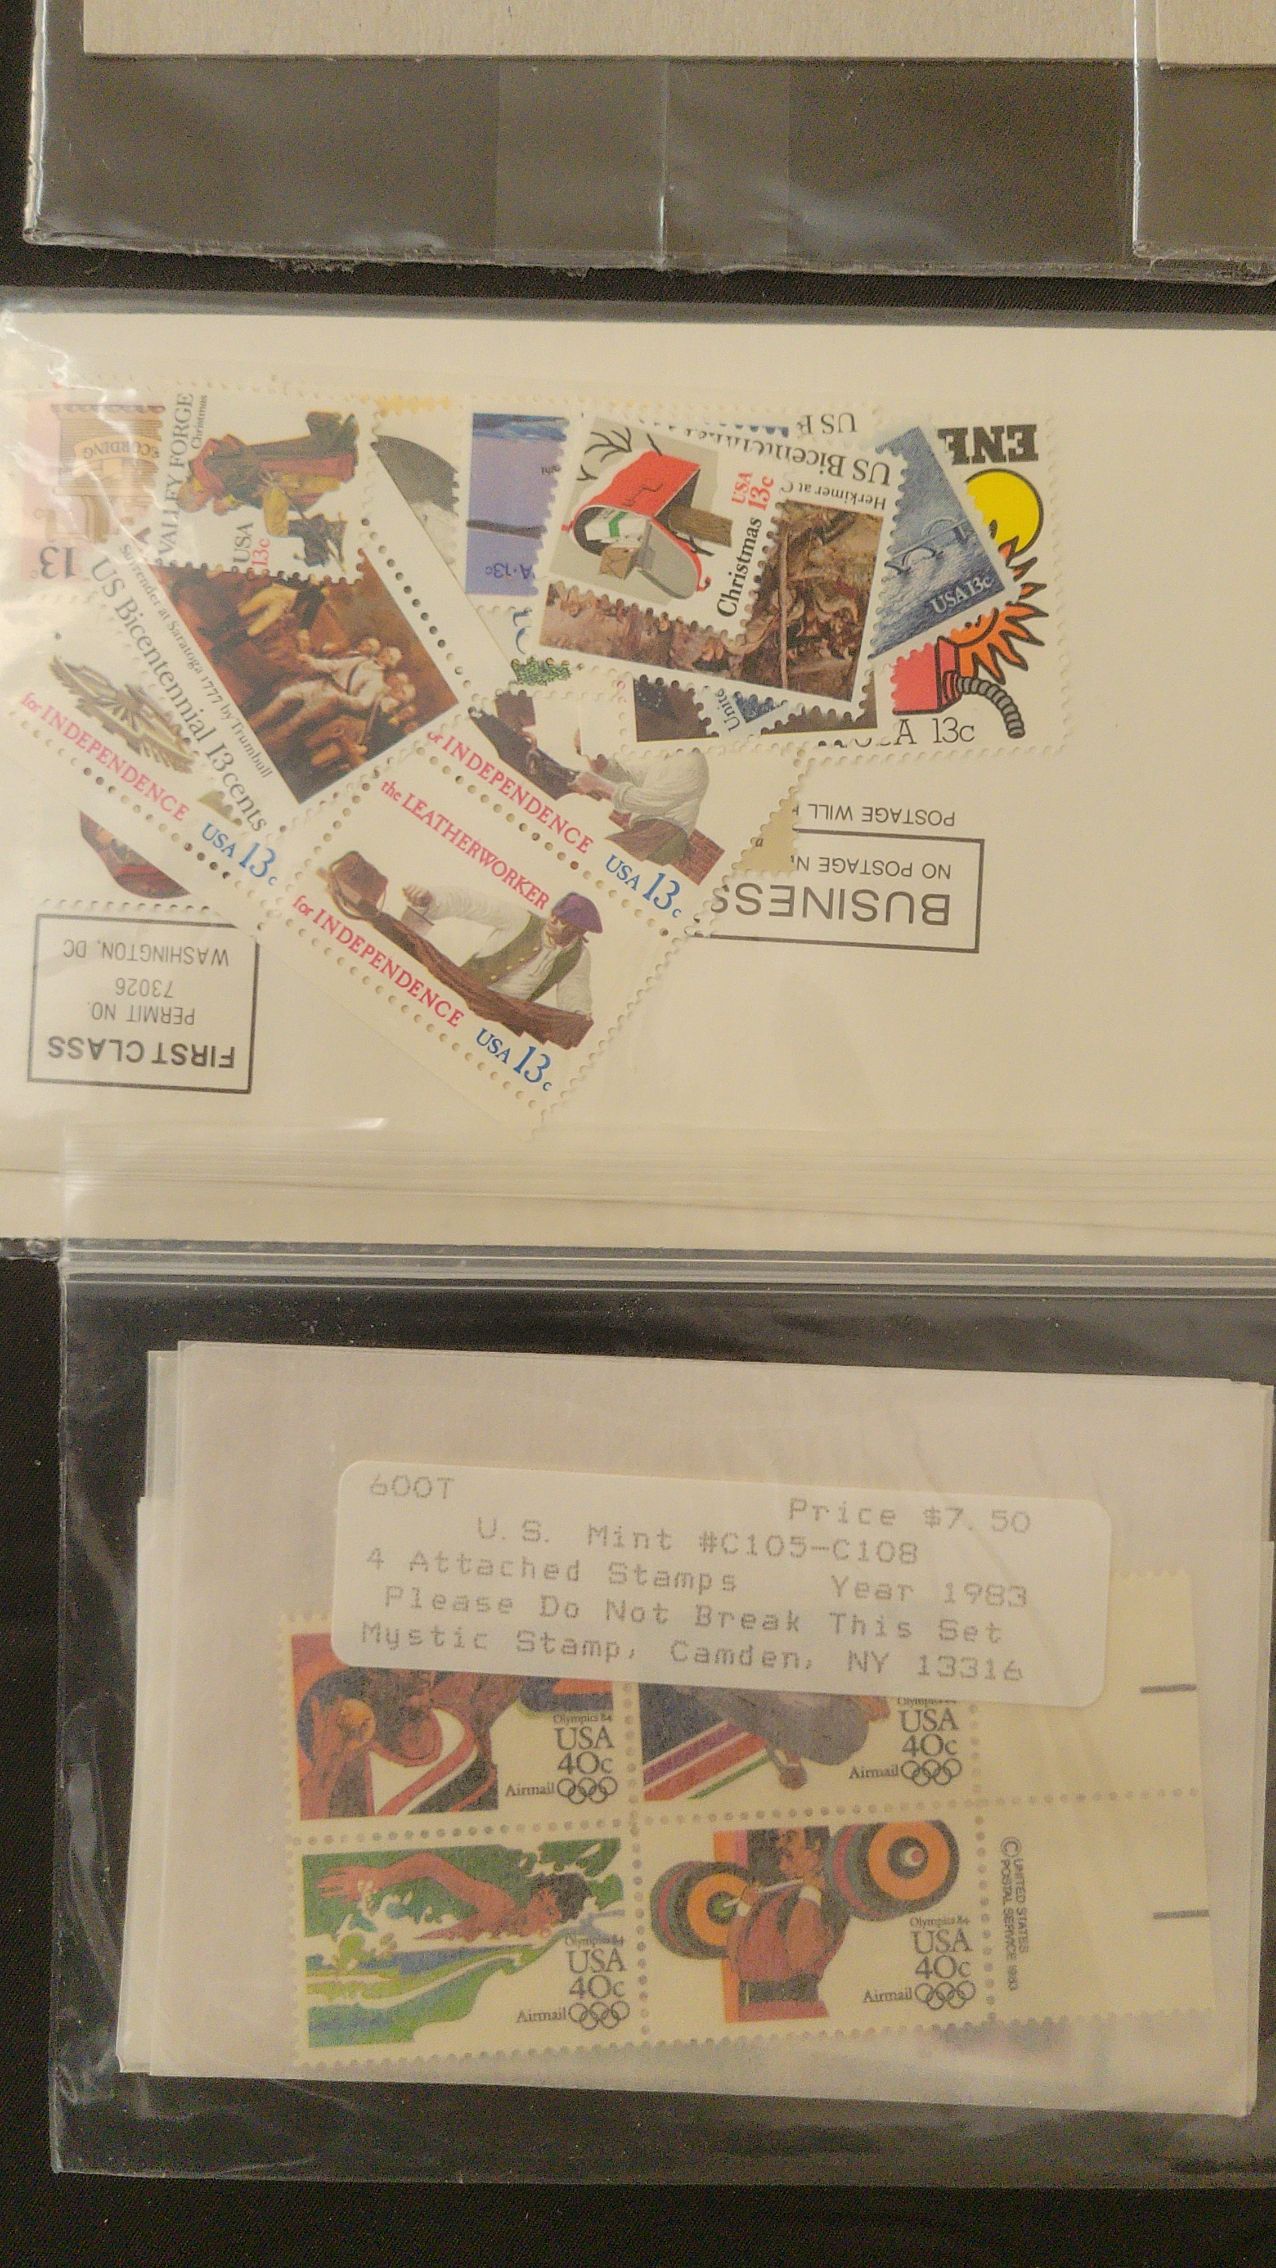 CORDING
13c
VALLEY FORGE
Christmas
USA
13c
US Bicentennial 13 cents
Surrender at Saratoga 1777 by Trumbull
for INDEPENDENCE
USA 13c
A·13c
US Bicentennial
Herkimer at
Christmas
USA
13c
USA 13c
ENE
A 13c
INDEPENDENCE
USA 13c
the LEATHERWORKER
for INDEPENDENCE
USA 13c
POSTAGE WILL
NO POSTAGE
BUSINESS
FIRST CLASS
PERMIT NO.
73026
WASHINGTON, DC
600T
Price $7.50
U.S. Mint #C105-C108
4 Attached Stamps Year 1983
Please Do Not Break This Set
Mystic Stamp, Camden, NY 13316
Olympics 84
USA
40c
Airmail
Olympics 84
USA
40c
Airmail
Olympics 84
USA
40c
Airmail
Olympics 84
USA
40c
Airmail
© UNITED STATES
POSTAL SERVICE 1983